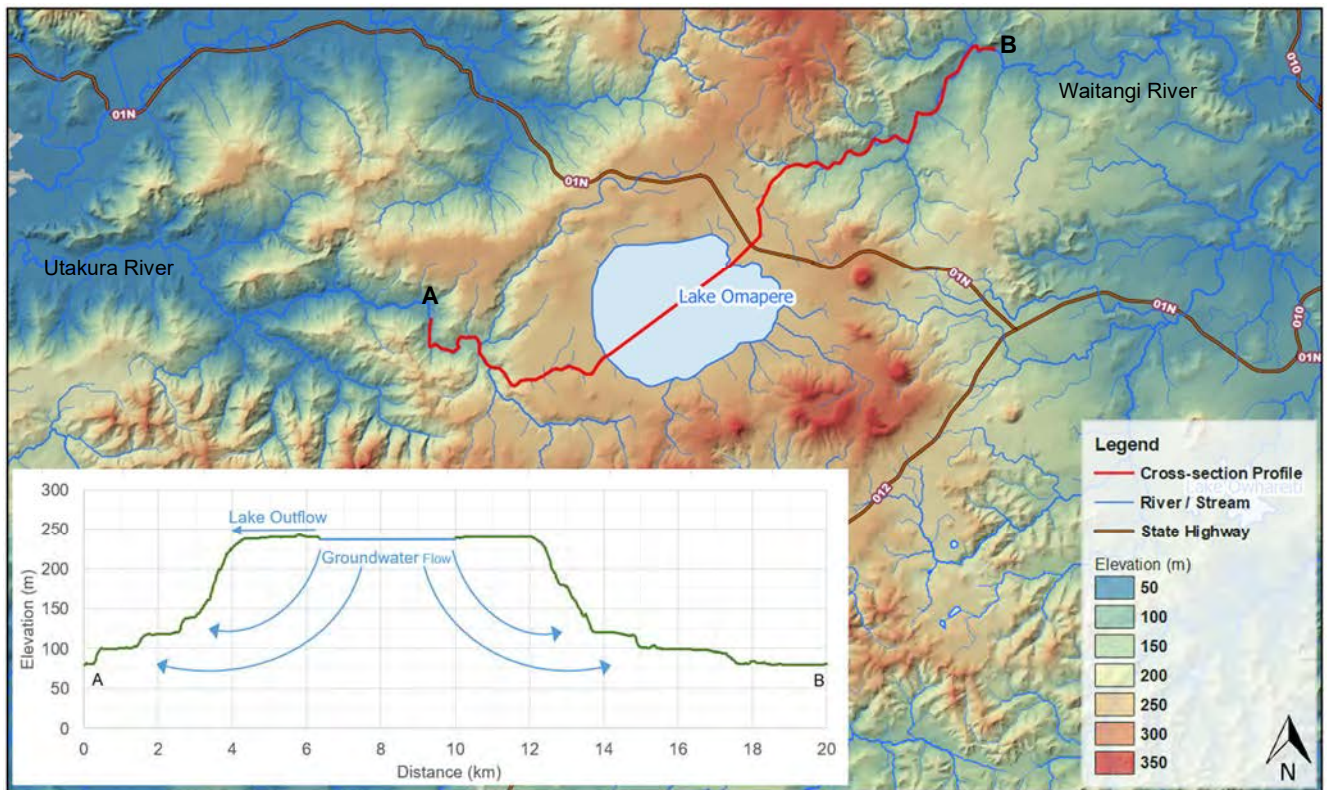 B
010
Waitangi River
01N
01N
Utakura River
A
Lake Omapere
01N
01N
010
01N
012
Legend
Cross-section Profile
River / Stream
State Highway
Elevation (m)
50
100
150
200
250
300
350
N
300
250
200
150
100
50
0
Elevation (m)
Lake Outflow
Groundwater Flow
A
B
0
2
4
6
8
10
12
14
16
18
20
Distance (km)